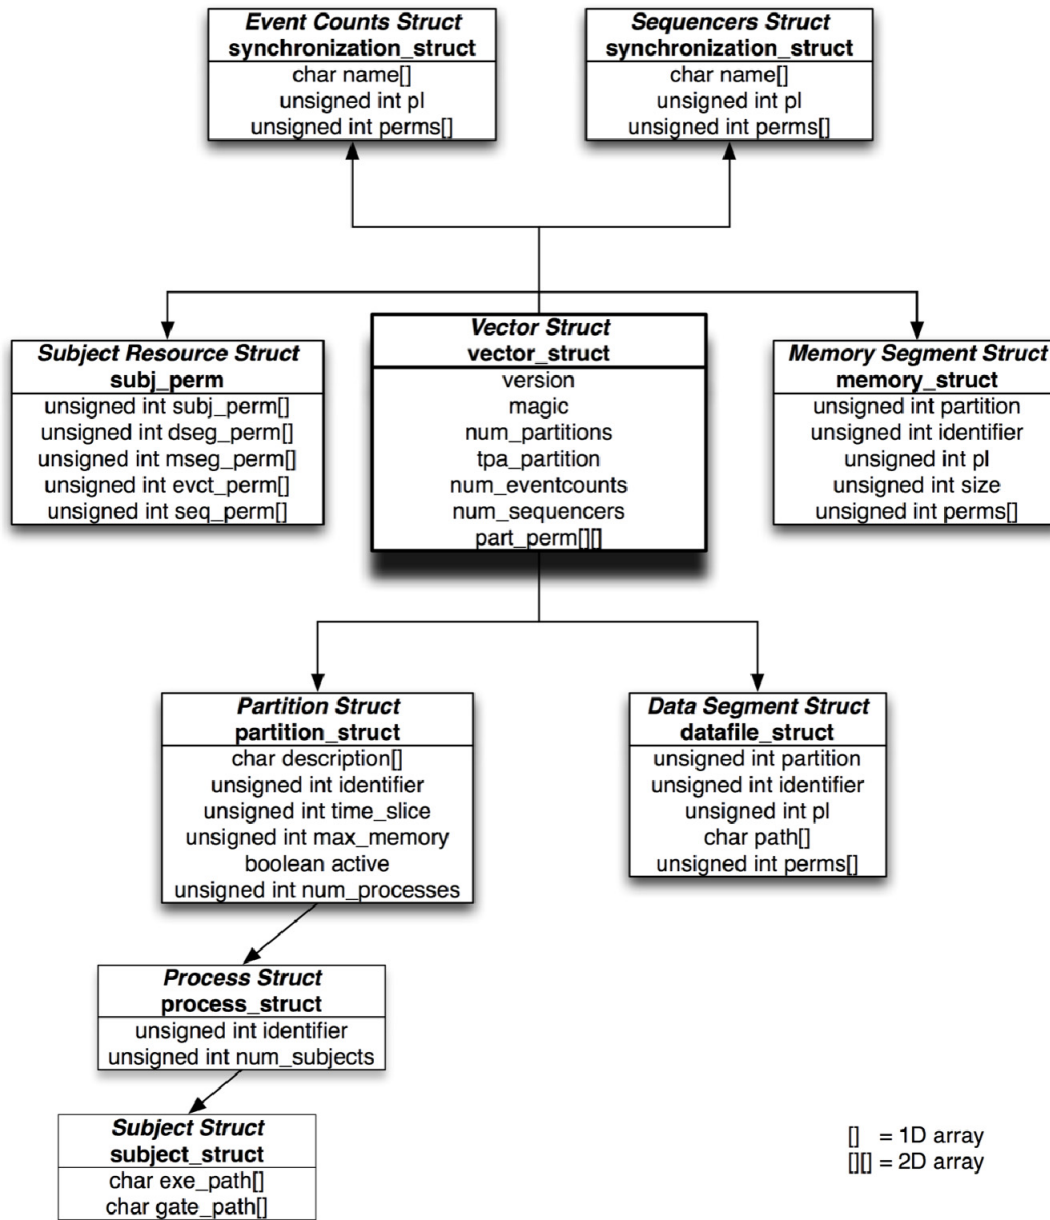 Event Counts Struct
synchronization_struct
char name[]
unsigned int pl
unsigned int perms[]
Sequencers Struct
synchronization_struct
char name[]
unsigned int pl
unsigned int perms[]
Subject Resource Struct
subj_perm
unsigned int subj_perm[]
unsigned int dseg_perm[]
unsigned int mseg_perm[]
unsigned int evct_perm[]
unsigned int seq_perm[]
Vector Struct
vector_struct
version
magic
num_partitions
tpa_partition
num_eventcounts
num_sequencers
part_perm[][]
Memory Segment Struct
memory_struct
unsigned int partition
unsigned int identifier
unsigned int pl
unsigned int size
unsigned int perms[]
Partition Struct
partition_struct
char description[]
unsigned int identifier
unsigned int time_slice
unsigned int max_memory
boolean active
unsigned int num_processes
Data Segment Struct
datafile_struct
unsigned int partition
unsigned int identifier
unsigned int pl
char path[]
unsigned int perms[]
Process Struct
process_struct
unsigned int identifier
unsigned int num_subjects
Subject Struct
subject_struct
char exe_path[]
char gate_path[]
[] = 1D array
[][] = 2D array